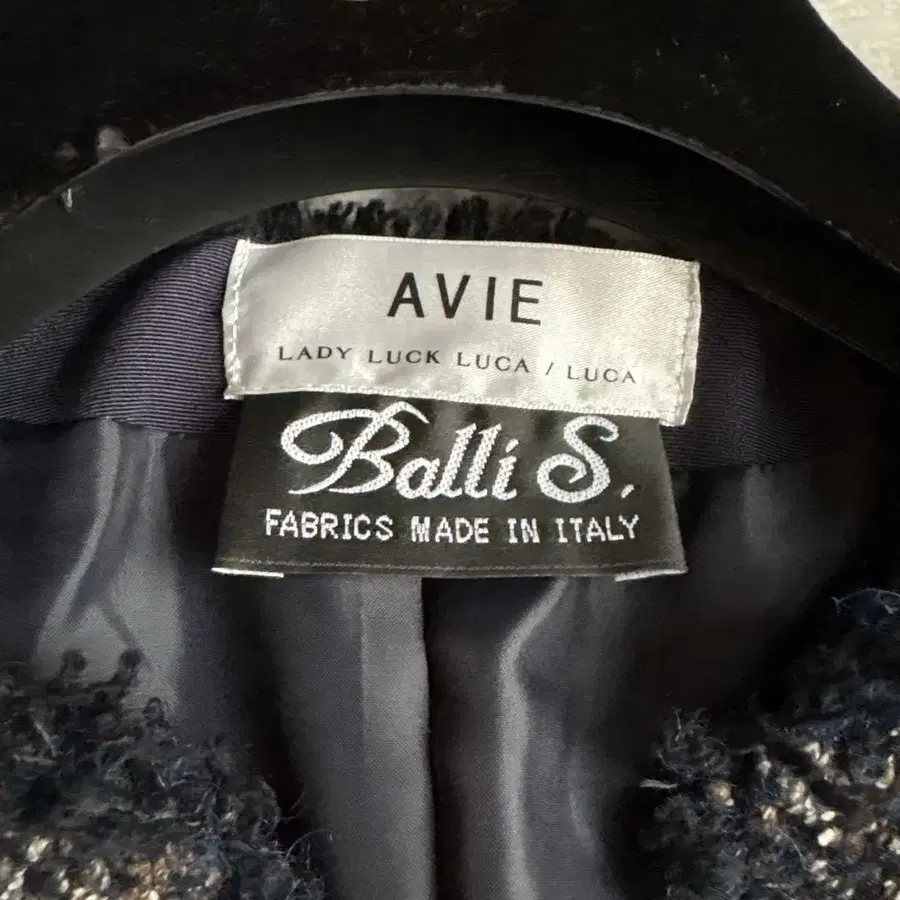 AVIE
LADY LUCK LUCA / LUCA
Balli S.
FABRICS MADE IN ITALY